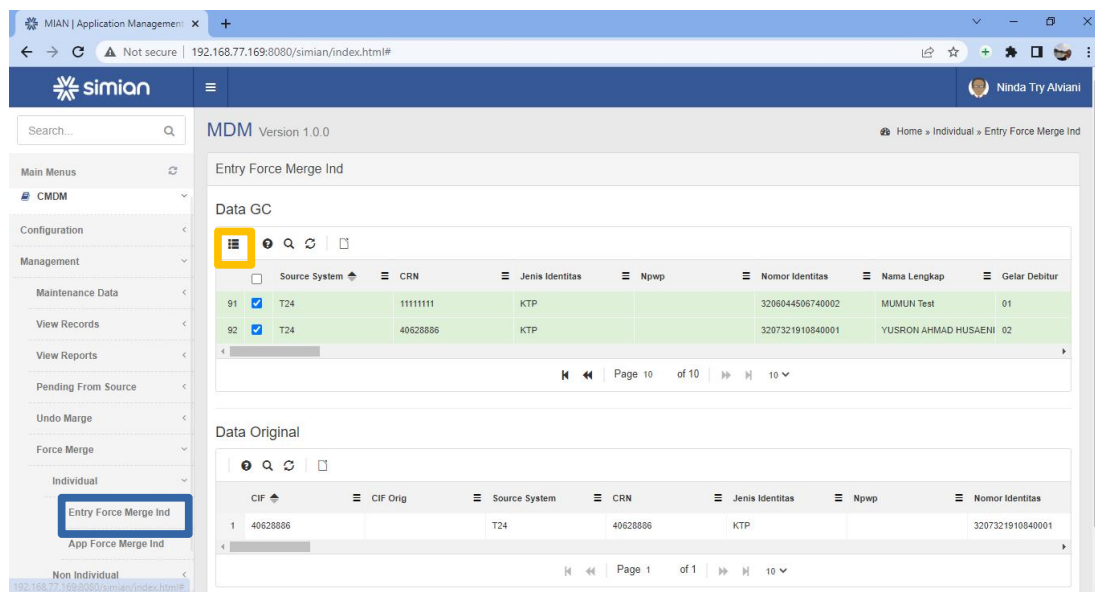 MIAN | Application Management
Not secure | 192.168.77.169:8080/simian/index.html#
simian
Ninda Try Alviani
Search...
MDM Version 1.0.0
Home » Individual » Entry Force Merge Ind
Main Menus
CMDM
Configuration
Management
Maintenance Data
View Records
View Reports
Pending From Source
Undo Marge
Force Merge
Individual
Entry Force Merge Ind
App Force Merge Ind
Non Individual
192.168.77.169:8080/simian/index.html#
Entry Force Merge Ind
Data GC
Source System CRN Jenis Identitas Npwp Nomor Identitas Nama Lengkap Gelar Debitur
91 T24 11111111 KTP 3206044506740002 MUMUN Test 01
92 T24 40628886 KTP 3207321910840001 YUSRON AHMAD HUSAENI 02
Page 10 of 10 10
Data Original
CIF CIF Orig Source System CRN Jenis Identitas Npwp Nomor Identitas
1 40628886 T24 40628886 KTP 3207321910840001
Page 1 of 1 10